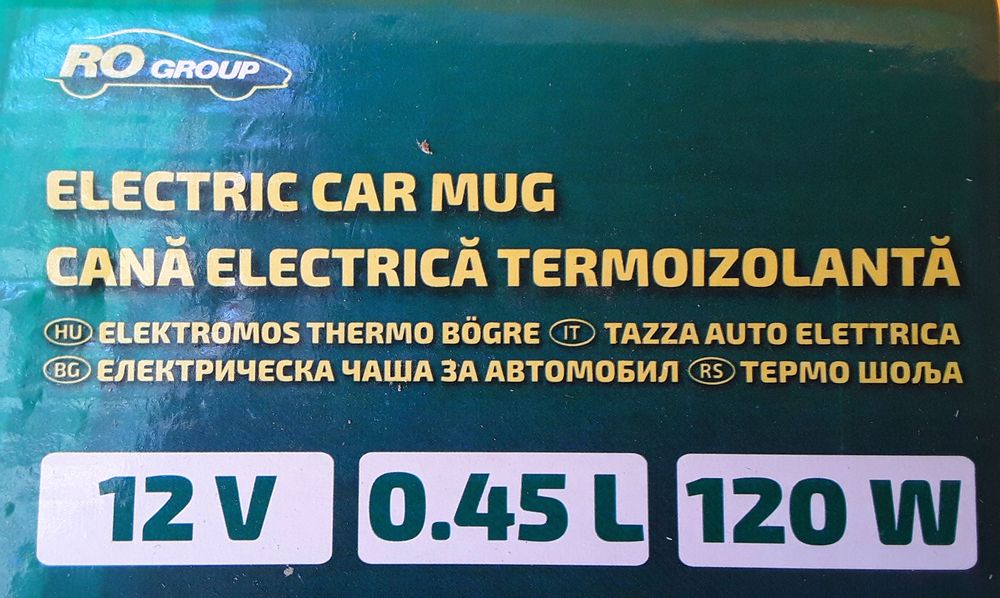 RO GROUP
ELECTRIC CAR MUG
CANĂ ELECTRICĂ TERMOIZOLANTĂ
HU ELEKTROMOS THERMO BÖGRE IT TAZZA AUTO ELETTRICA
BG ЕЛЕКТРИЧЕСКА ЧАША ЗА АВТОМОБИЛ RS ТЕРМО ШОЉА
12 V 0.45 L 120 W